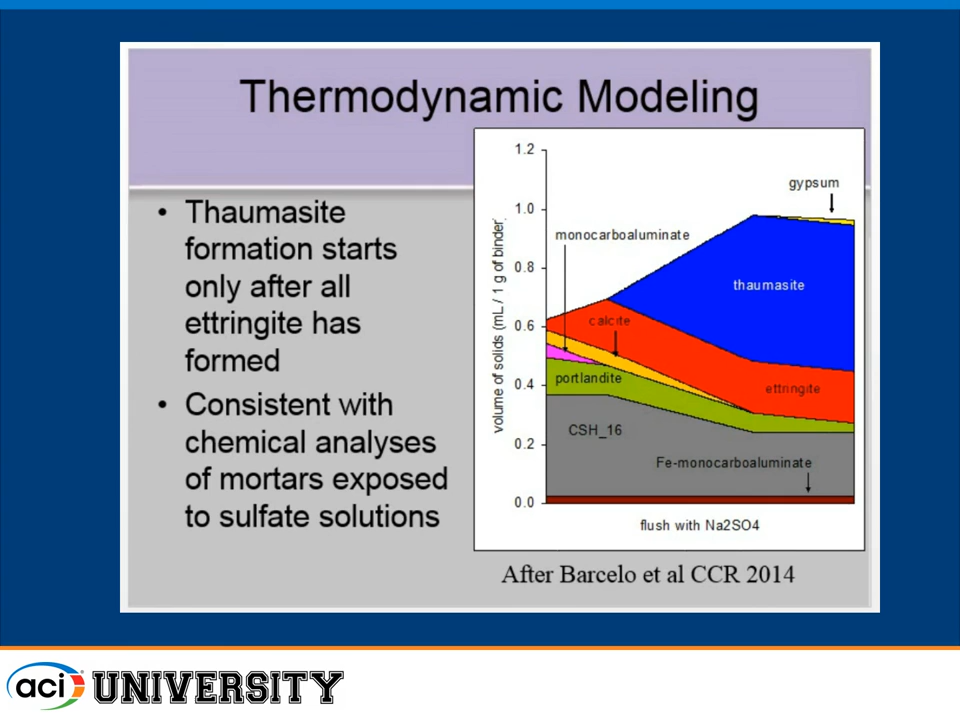 Thermodynamic Modeling
• Thaumasite
formation starts
only after all
ettringite has
formed
• Consistent with
chemical analyses
of mortars exposed
to sulfate solutions
volume of solids (mL / 1 g of binder)
1.2
1.0
0.8
0.6
0.4
0.2
0.0
gypsum
monocarboaluminate
thaumasite
calcite
portlandite
ettringite
CSH_16
Fe-monocarboaluminate
flush with Na2SO4
After Barcelo et al CCR 2014
aci UNIVERSITY